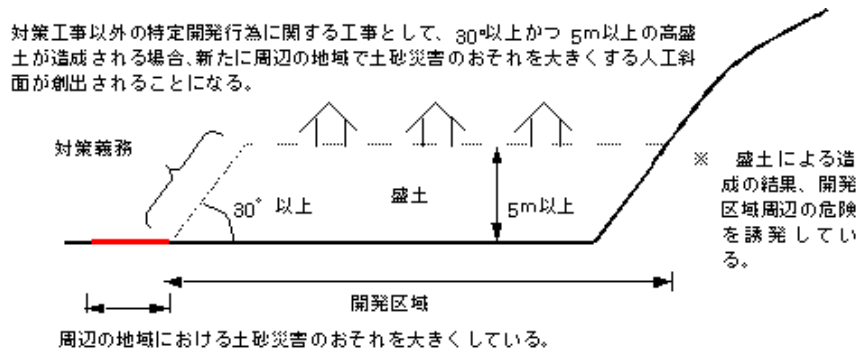 対策工事以外の特定開発行為に関する工事として、30°以上かつ 5m以上の高盛
土が造成される場合、新たに周辺の地域で土砂災害のおそれを大きくする人工斜
面が創出されることになる。
対策義務
30° 以上
盛土
5m以上
※ 盛土による造
成の結果、開発
区域周辺の危険
を誘発してい
る。
開発区域
周辺の地域における土砂災害のおそれを大きくしている。